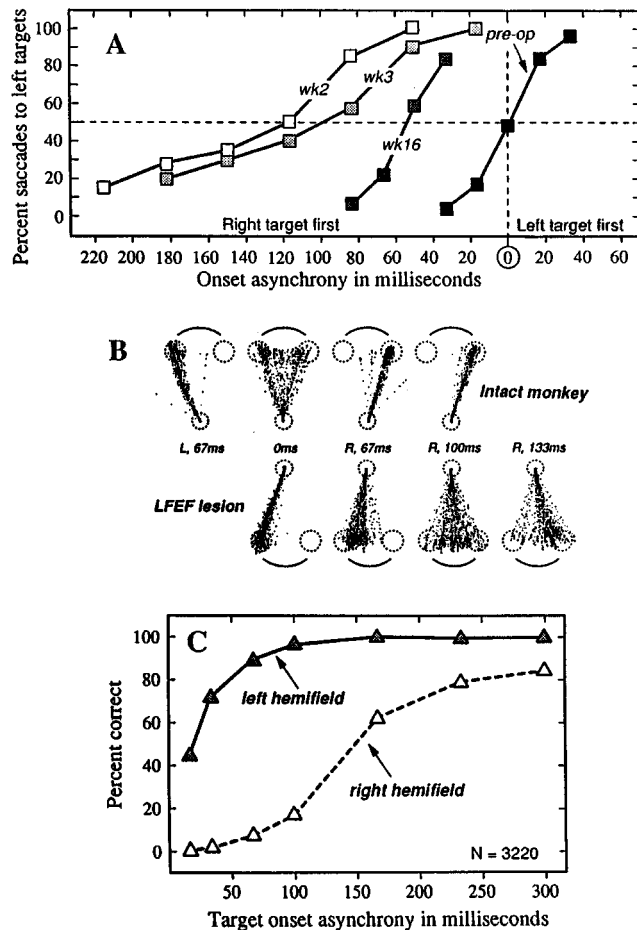 A
Percent saccades to left targets
100
80
60
40
20
0
wk2
wk3
wk16
pre-op
Right target first
Left target first
220 200 180 160 140 120 100 80 60 40 20 0 20 40 60
Onset asynchrony in milliseconds
B
Intact monkey
L, 67ms 0ms R, 67ms R, 100ms R, 133ms
LFEF lesion
C
Percent correct
100
80
60
40
20
0
left hemifield
right hemifield
N = 3220
50 100 150 200 250 300
Target onset asynchrony in milliseconds